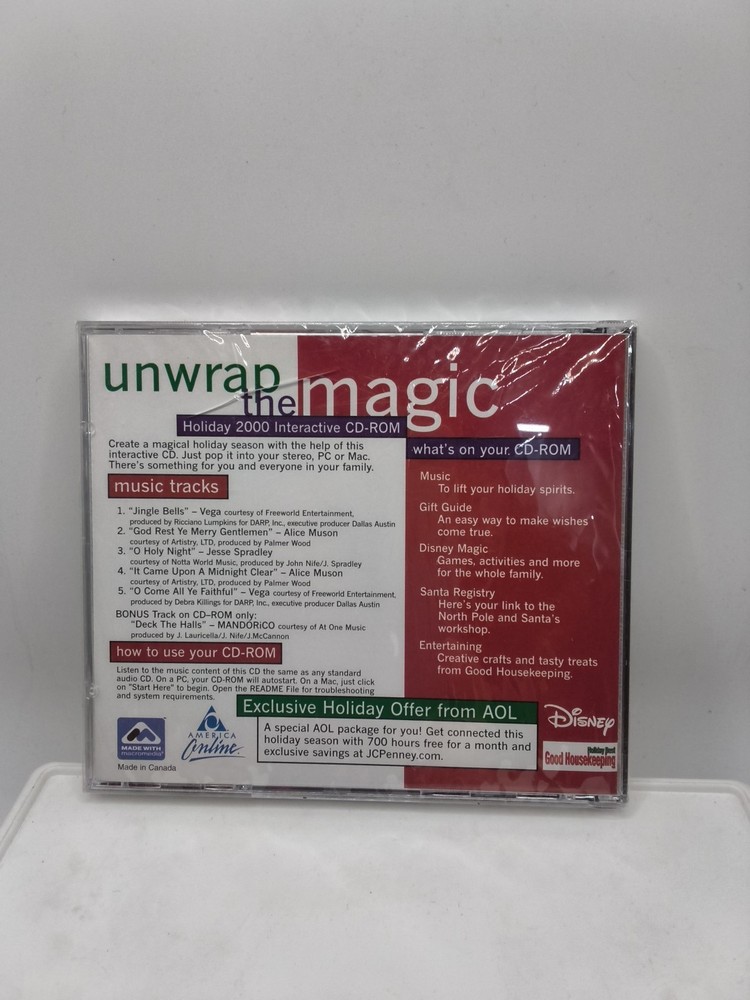 unwrap
the magic
Holiday 2000 Interactive CD-ROM
Create a magical holiday season with the help of this
interactive CD. Just pop it into your stereo, PC or Mac.
There's something for you and everyone in your family.
music tracks
1. "Jingle Bells" – Vega courtesy of Freeworld Entertainment,
produced by Ricciano Lumpkins for DARP, Inc., executive producer Dallas Austin
2. "God Rest Ye Merry Gentlemen" – Alice Muson
courtesy of Artistry, LTD, produced by Palmer Wood
3. "O Holy Night" – Jesse Spradley
courtesy of Notta World Music, produced by John Nife/J. Spradley
4. "It Came Upon A Midnight Clear" – Alice Muson
courtesy of Artistry, LTD, produced by Palmer Wood
5. "O Come All Ye Faithful" – Vega courtesy of Freeworld Entertainment,
produced by Debra Killings for DARP, Inc., executive producer Dallas Austin
BONUS Track on CD-ROM only:
"Deck The Halls" – MANDORiCO courtesy of At One Music
produced by J. Lauricella/J. Nife/J.McCannon
how to use your CD-ROM
Listen to the music content of this CD the same as any standard
audio CD. On a PC, your CD-ROM will autostart. On a Mac, just click
on "Start Here" to begin. Open the README File for troubleshooting
and system requirements.
what's on your CD-ROM
Music
To lift your holiday spirits.
Gift Guide
An easy way to make wishes
come true.
Disney Magic
Games, activities and more
for the whole family.
Santa Registry
Here's your link to the
North Pole and Santa's
workshop.
Entertaining
Creative crafts and tasty treats
from Good Housekeeping.
Exclusive Holiday Offer from AOL
A special AOL package for you! Get connected this
holiday season with 700 hours free for a month and
exclusive savings at JCPenney.com.
MADE WITH
macromedia
Made in Canada
AMERICA
Online
Disney
Holiday Best
Good Housekeeping